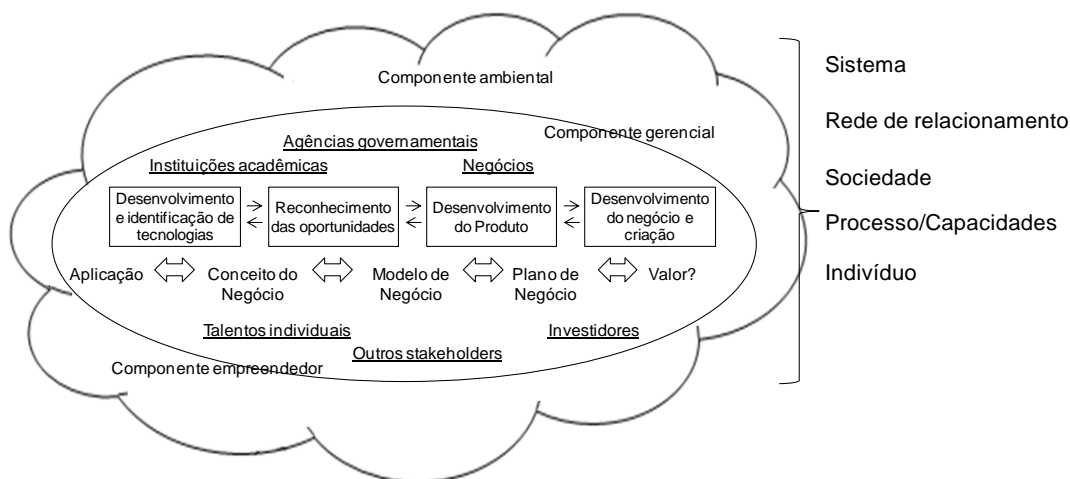 Componente ambiental
Componente gerencial
Agências governamentais
Instituições acadêmicas
Negócios
Desenvolvimento
e identificação de
tecnologias
Reconhecimento
das oportunidades
Desenvolvimento
do Produto
Desenvolvimento
do negócio e
criação
Aplicação
Conceito do
Negócio
Modelo de
Negócio
Plano de
Negócio
Valor?
Talentos individuais
Investidores
Outros stakeholders
Componente empreendedor
Sistema
Rede de relacionamento
Sociedade
Processo/Capacidades
Indivíduo